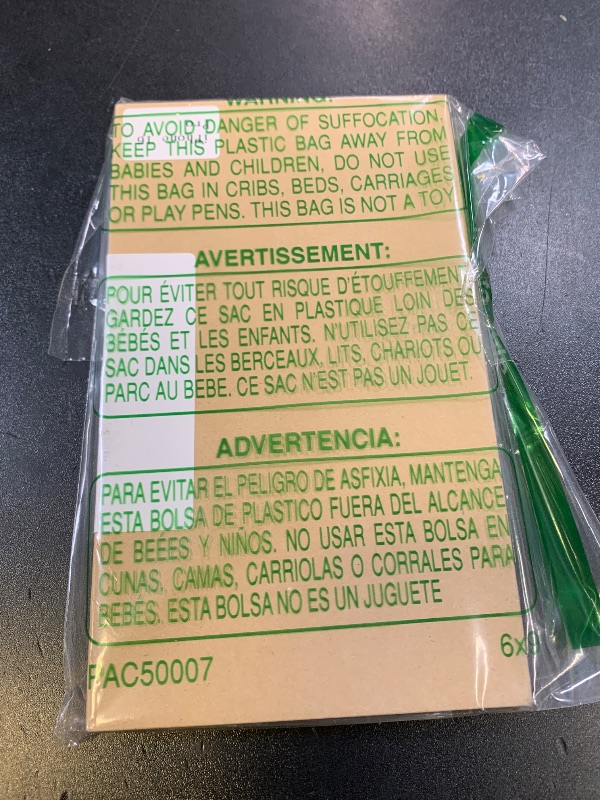 WARNING:
TO AVOID DANGER OF SUFFOCATION,
KEEP THIS PLASTIC BAG AWAY FROM
BABIES AND CHILDREN, DO NOT USE
THIS BAG IN CRIBS, BEDS, CARRIAGES
OR PLAY PENS. THIS BAG IS NOT A TOY
AVERTISSEMENT:
POUR ÉVITER TOUT RISQUE D'ÉTOUFFEMENT
GARDEZ CE SAC EN PLASTIQUE LOIN DES
BÉBÉS ET LES ENFANTS. N'UTILISEZ PAS CE
SAC DANS LES BERCEAUX, LITS, CHARIOTS OU
PARC AU BEBE. CE SAC N'EST PAS UN JOUET.
ADVERTENCIA:
PARA EVITAR EL PELIGRO DE ASFIXIA, MANTENGA
ESTA BOLSA DE PLASTICO FUERA DEL ALCANCE
DE BEÉES Y NIÑOS. NO USAR ESTA BOLSA EN
CUNAS, CAMAS, CARRIOLAS O CORRALES PARA
BEBÉS. ESTA BOLSA NO ES UN JUGUETE
PAC50007
6x9